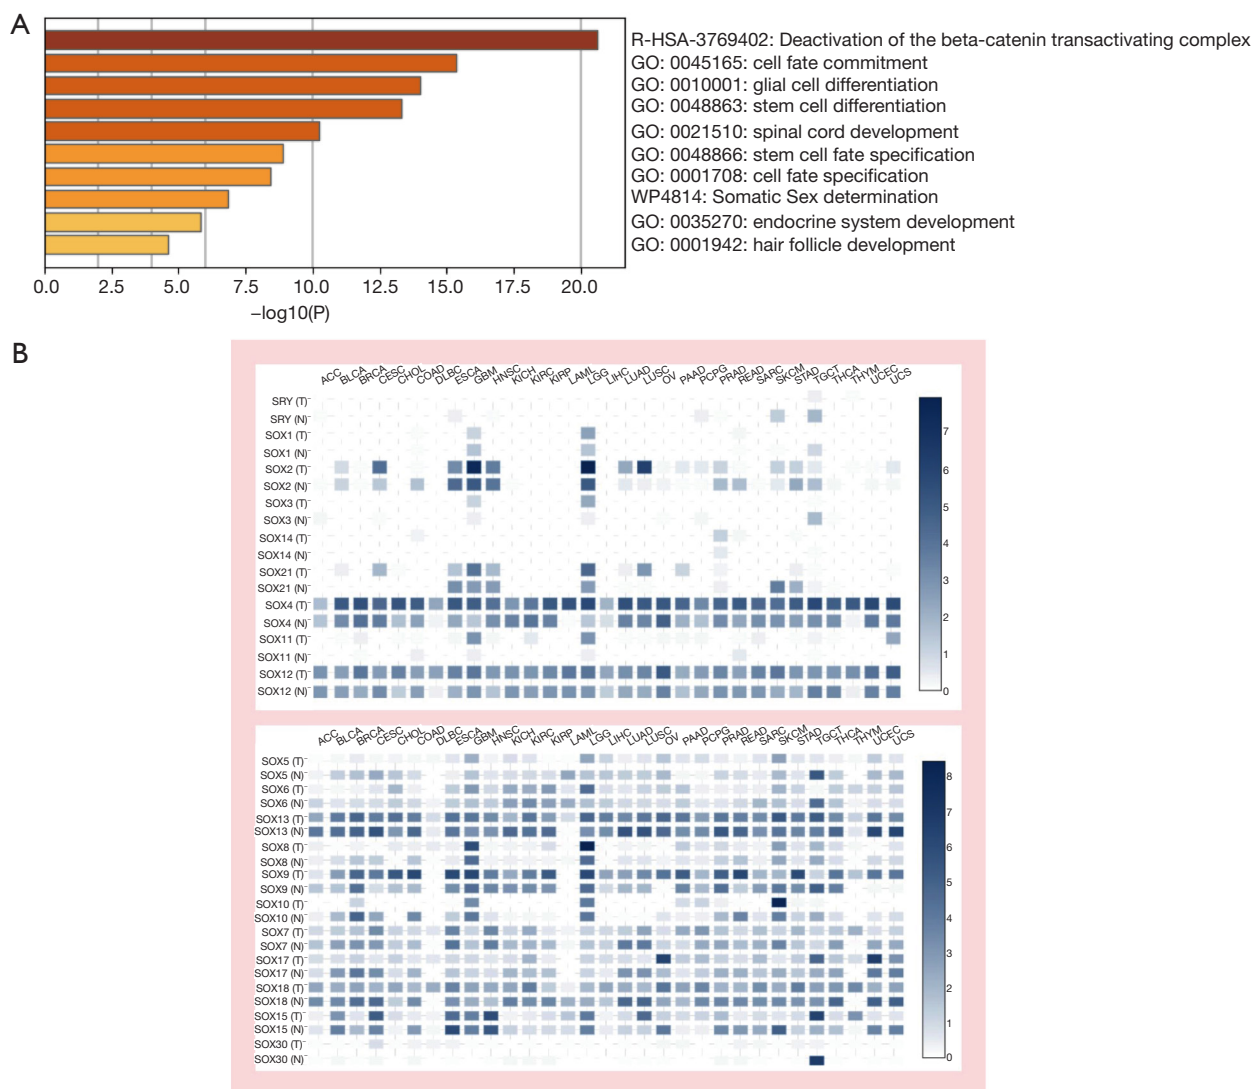 A
R-HSA-3769402: Deactivation of the beta-catenin transactivating complex
GO: 0045165: cell fate commitment
GO: 0010001: glial cell differentiation
GO: 0048863: stem cell differentiation
GO: 0021510: spinal cord development
GO: 0048866: stem cell fate specification
GO: 0001708: cell fate specification
WP4814: Somatic Sex determination
GO: 0035270: endocrine system development
GO: 0001942: hair follicle development
0.0 2.5 5.0 7.5 10.0 12.5 15.0 17.5 20.0
−log10(P)
B
ACC BLCA BRCA CESC CHOL COAD DLBC ESCA GBM HNSC KICH KIRC KIRP LAML LGG LIHC LUAD LUSC OV PAAD PCPG PRAD READ SARC SKCM STAD TGCT THCA THYM UCEC UCS
SRY (T)
SRY (N)
SOX1 (T)
SOX1 (N)
SOX2 (T)
SOX2 (N)
SOX3 (T)
SOX3 (N)
SOX14 (T)
SOX14 (N)
SOX21 (T)
SOX21 (N)
SOX4 (T)
SOX4 (N)
SOX11 (T)
SOX11 (N)
SOX12 (T)
SOX12 (N)
7
6
5
4
3
2
1
0
ACC BLCA BRCA CESC CHOL COAD DLBC ESCA GBM HNSC KICH KIRC KIRP LAML LGG LIHC LUAD LUSC OV PAAD PCPG PRAD READ SARC SKCM STAD TGCT THCA THYM UCEC UCS
SOX5 (T)
SOX5 (N)
SOX6 (T)
SOX6 (N)
SOX13 (T)
SOX13 (N)
SOX8 (T)
SOX8 (N)
SOX9 (T)
SOX9 (N)
SOX10 (T)
SOX10 (N)
SOX7 (T)
SOX7 (N)
SOX17 (T)
SOX17 (N)
SOX18 (T)
SOX18 (N)
SOX15 (T)
SOX15 (N)
SOX30 (T)
SOX30 (N)
8
7
6
5
4
3
2
1
0